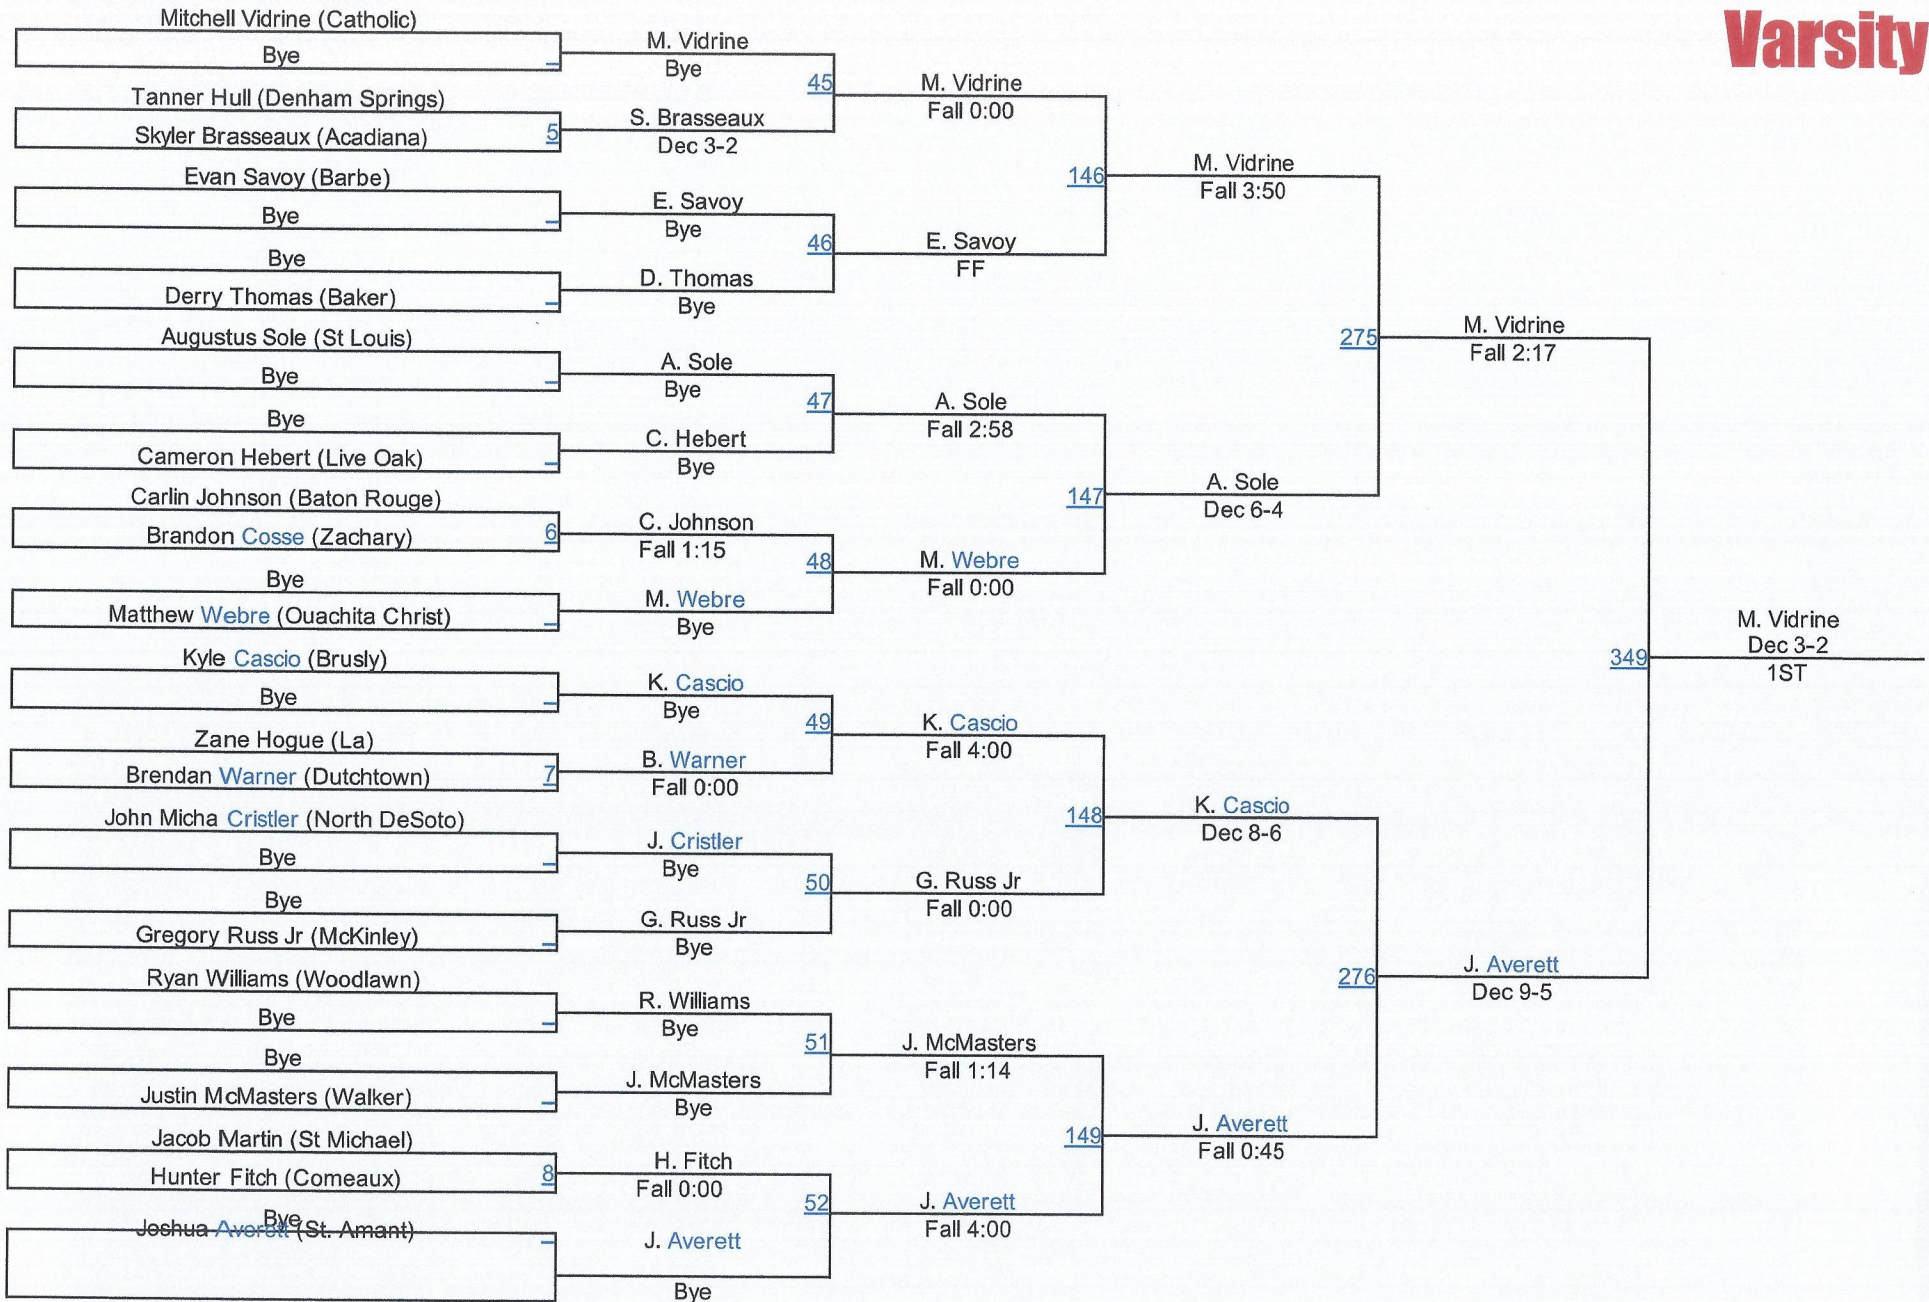 Varsity
Mitchell Vidrine (Catholic)
Bye
Tanner Hull (Denham Springs)
Skyler Brasseaux (Acadiana) 5
Evan Savoy (Barbe)
Bye
Bye
Derry Thomas (Baker)
Augustus Sole (St Louis)
Bye
Bye
Cameron Hebert (Live Oak)
Carlin Johnson (Baton Rouge)
Brandon Cosse (Zachary) 6
Bye
Matthew Webre (Ouachita Christ)
Kyle Cascio (Brusly)
Bye
Zane Hogue (La)
Brendan Warner (Dutchtown) 7
John Micha Cristler (North DeSoto)
Bye
Bye
Gregory Russ Jr (McKinley)
Ryan Williams (Woodlawn)
Bye
Bye
Justin McMasters (Walker)
Jacob Martin (St Michael)
Hunter Fitch (Comeaux) 8
Bye
Joshua Averett (St. Amant)
M. Vidrine
Bye
45
S. Brasseaux
Dec 3-2
E. Savoy
Bye
46
D. Thomas
Bye
A. Sole
Bye
47
C. Hebert
Bye
C. Johnson
Fall 1:15
48
M. Webre
Bye
K. Cascio
Bye
49
B. Warner
Fall 0:00
J. Cristler
Bye
50
G. Russ Jr
Bye
R. Williams
Bye
51
J. McMasters
Bye
H. Fitch
Fall 0:00
52
J. Averett
Bye
M. Vidrine
Fall 0:00
146
E. Savoy
FF
A. Sole
Fall 2:58
147
M. Webre
Fall 0:00
K. Cascio
Fall 4:00
148
G. Russ Jr
Fall 0:00
J. McMasters
Fall 1:14
149
J. Averett
Fall 4:00
M. Vidrine
Fall 3:50
275
A. Sole
Dec 6-4
K. Cascio
Dec 8-6
276
J. Averett
Fall 0:45
M. Vidrine
Fall 2:17
349
J. Averett
Dec 9-5
M. Vidrine
Dec 3-2
1ST